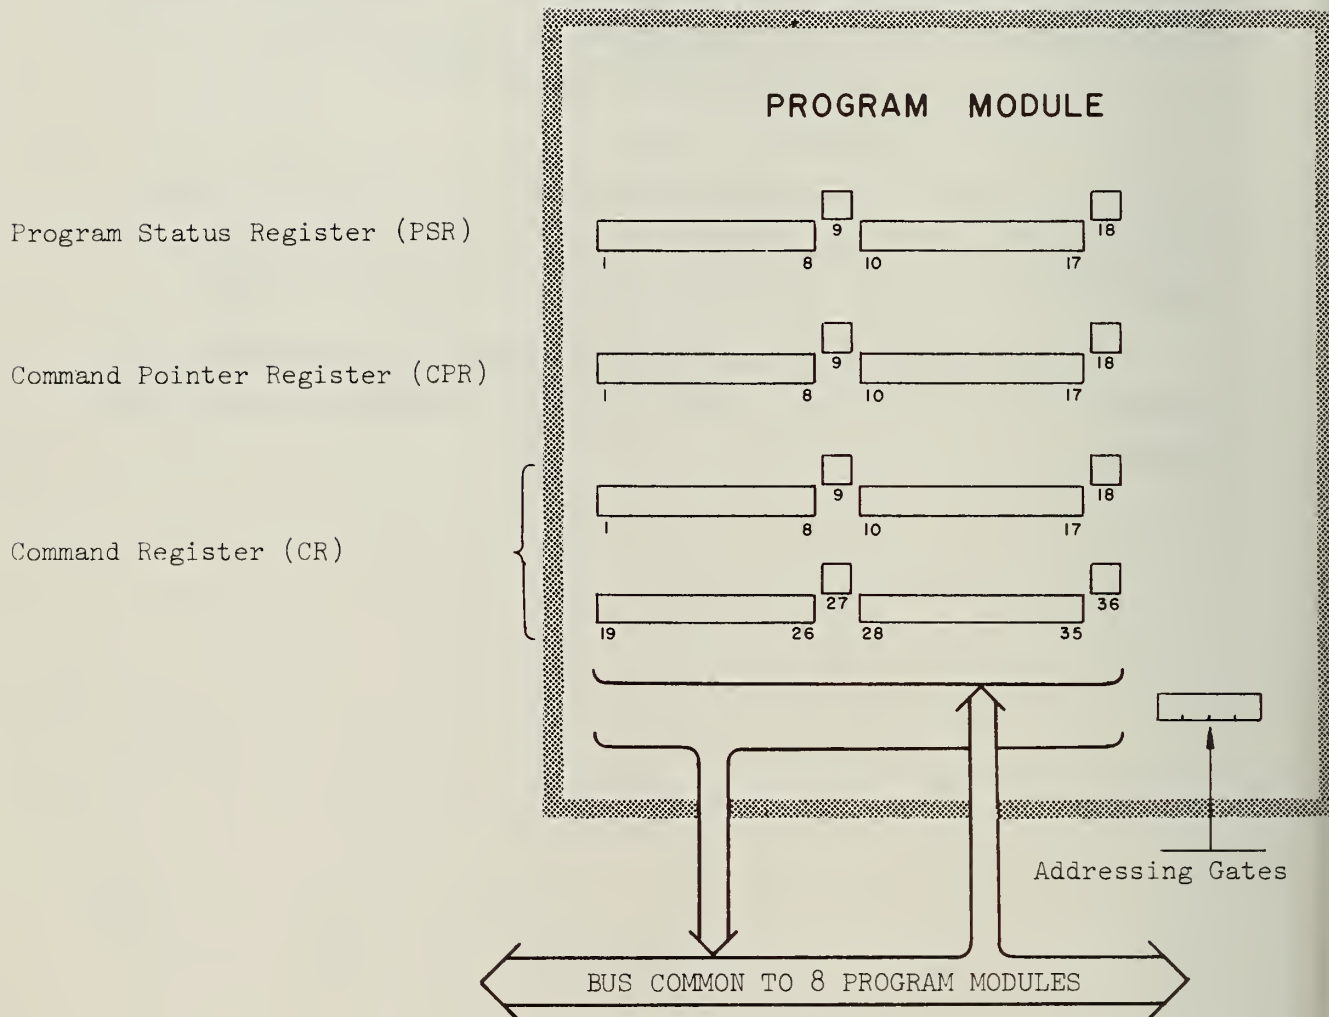 PROGRAM MODULE
Program Status Register (PSR)
9 18
1 8 10 17
Command Pointer Register (CPR)
9 18
1 8 10 17
Command Register (CR)
9 18
1 8 10 17
27 36
19 26 28 35
Addressing Gates
BUS COMMON TO 8 PROGRAM MODULES